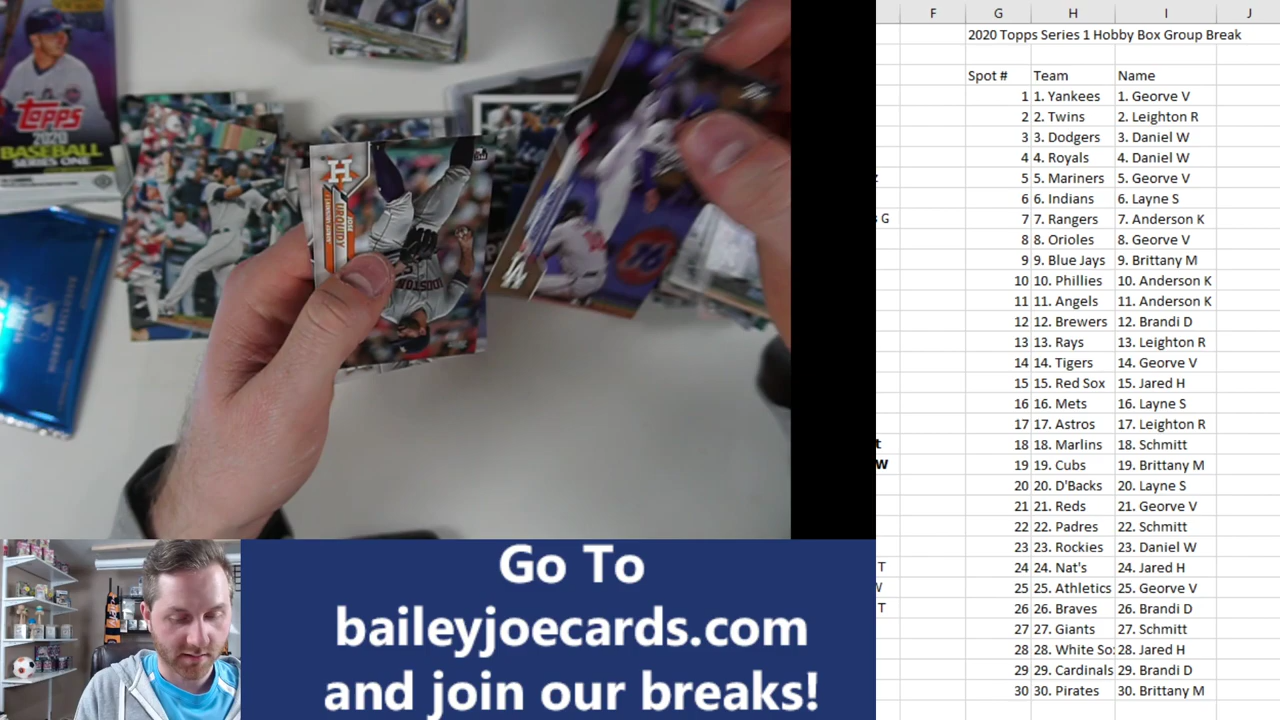 F G H I J
2020 Topps Series 1 Hobby Box Group Break
Spot # Team Name
1 1. Yankees 1. Georve V
2 2. Twins 2. Leighton R
3 3. Dodgers 3. Daniel W
4 4. Royals 4. Daniel W
5 5. Mariners 5. Georve V
6 6. Indians 6. Layne S
G 7 7. Rangers 7. Anderson K
8 8. Orioles 8. Georve V
9 9. Blue Jays 9. Brittany M
10 10. Phillies 10. Anderson K
11 11. Angels 11. Anderson K
12 12. Brewers 12. Brandi D
13 13. Rays 13. Leighton R
14 14. Tigers 14. Georve V
15 15. Red Sox 15. Jared H
16 16. Mets 16. Layne S
17 17. Astros 17. Leighton R
t 18 18. Marlins 18. Schmitt
W 19 19. Cubs 19. Brittany M
20 20. D'Backs 20. Layne S
21 21. Reds 21. Georve V
22 22. Padres 22. Schmitt
23 23. Rockies 23. Daniel W
T 24 24. Nat's 24. Jared H
25 25. Athletics 25. Georve V
T 26 26. Braves 26. Brandi D
27 27. Giants 27. Schmitt
28 28. White So 28. Jared H
29 29. Cardinals 29. Brandi D
30 30. Pirates 30. Brittany M
TOPPS
2020
BASEBALL
SERIES ONE
H
URQUIDY
HOUSTON
76
Go To
baileyjoecards.com
and join our breaks!